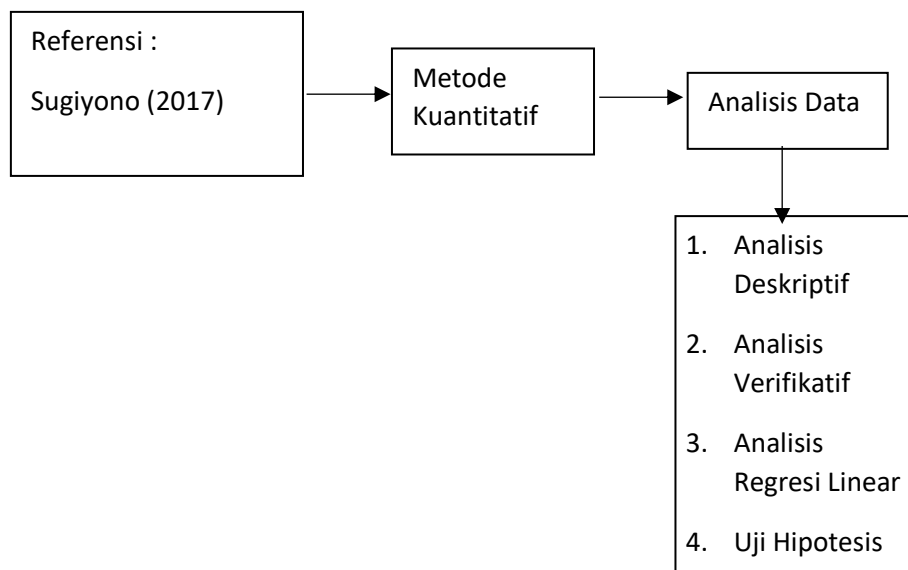 Referensi :
Sugiyono (2017)
Metode
Kuantitatif
Analisis Data
1. Analisis
Deskriptif
2. Analisis
Verifikatif
3. Analisis
Regresi Linear
4. Uji Hipotesis